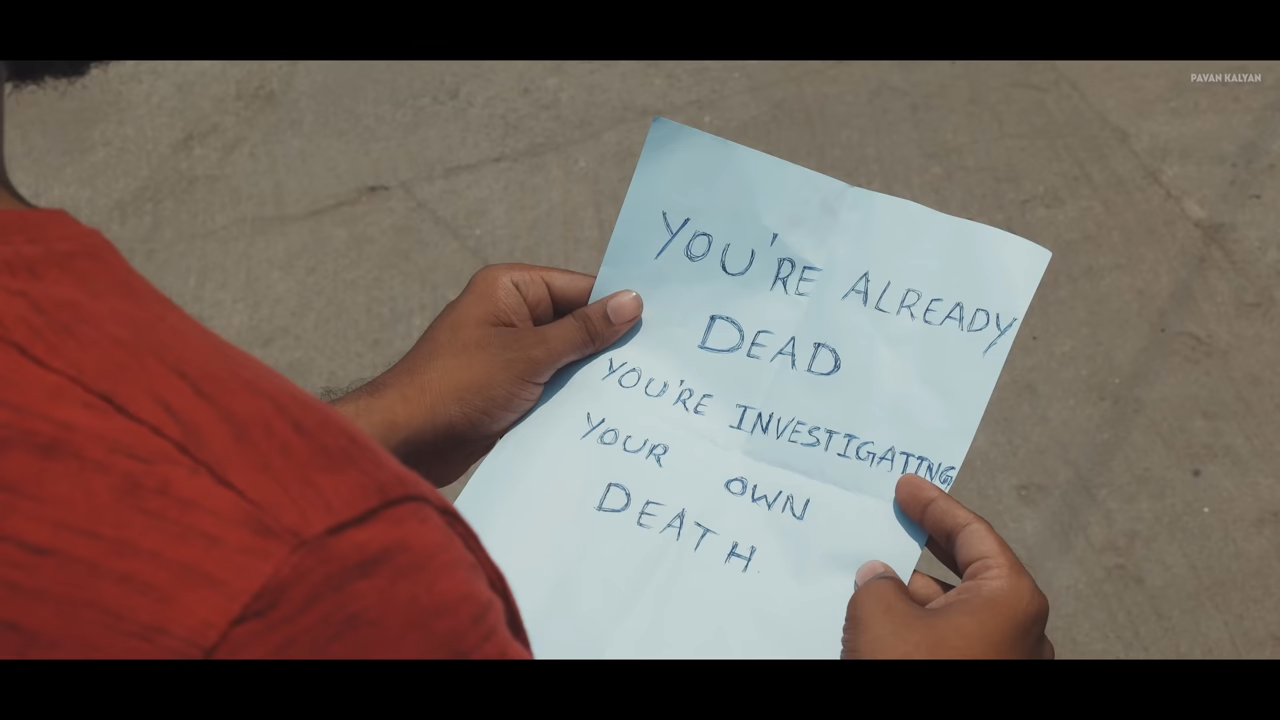 PAVAN KALYAN
YOU'RE ALREADY
DEAD
YOU'RE INVESTIGATING
YOUR OWN
DEATH.